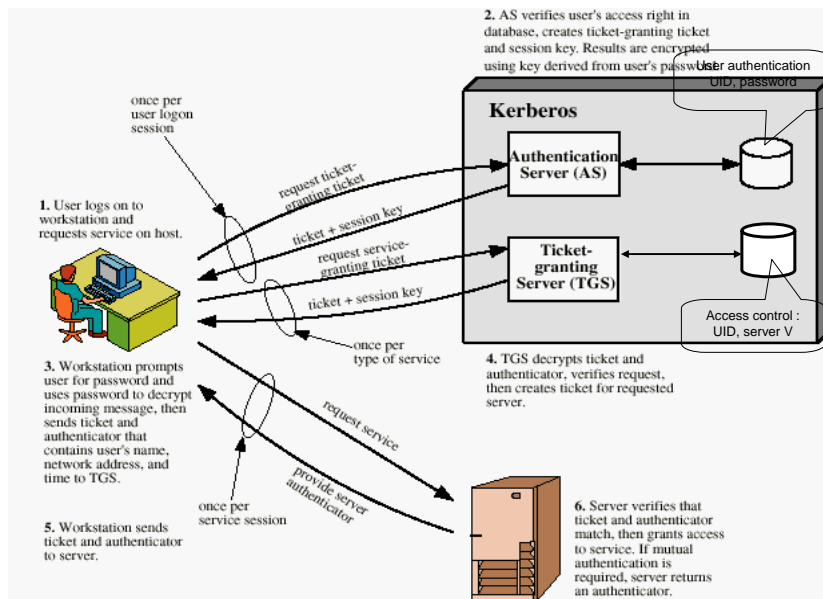 2. AS verifies user's access right in
database, creates ticket-granting ticket
and session key. Results are encrypted
using key derived from user's password.
User authentication
UID, password
once per
user logon
session
Kerberos
Authentication
Server (AS)
request ticket-
granting ticket
1. User logs on to
workstation and
requests service on host.
ticket + session key
request service-
granting ticket
Ticket-
granting
Server (TGS)
ticket + session key
Access control :
UID, server V
once per
type of service
4. TGS decrypts ticket and
authenticator, verifies request,
then creates ticket for requested
server.
3. Workstation prompts
user for password and
uses password to decrypt
incoming message, then
sends ticket and
authenticator that
contains user's name,
network address, and
time to TGS.
request service
provide server
authenticator
once per
service session
5. Workstation sends
ticket and authenticator
to server.
6. Server verifies that
ticket and authenticator
match, then grants access
to service. If mutual
authentication is
required, server returns
an authenticator.